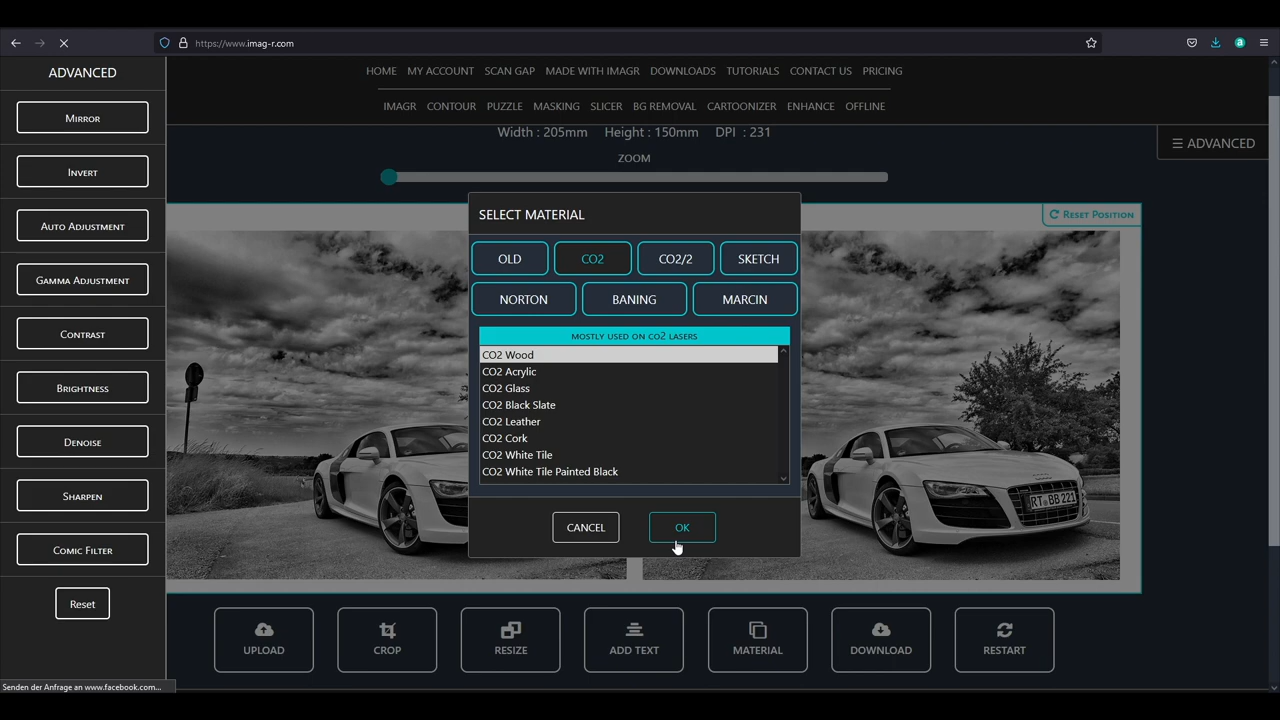 https://www.imag-r.com
ADVANCED
MIRROR
INVERT
AUTO ADJUSTMENT
GAMMA ADJUSTMENT
CONTRAST
BRIGHTNESS
DENOISE
SHARPEN
COMIC FILTER
Reset
HOME MY ACCOUNT SCAN GAP MADE WITH IMAGR DOWNLOADS TUTORIALS CONTACT US PRICING
IMAGR CONTOUR PUZZLE MASKING SLICER BG REMOVAL CARTOONIZER ENHANCE OFFLINE
Width : 205mm Height : 150mm DPI : 231
☰ ADVANCED
ZOOM
RESET POSITION
SELECT MATERIAL
OLD CO2 CO2/2 SKETCH
NORTON BANING MARCIN
MOSTLY USED ON CO2 LASERS
CO2 Wood
CO2 Acrylic
CO2 Glass
CO2 Black Slate
CO2 Leather
CO2 Cork
CO2 White Tile
CO2 White Tile Painted Black
CANCEL OK
RT·BB 221
UPLOAD CROP RESIZE ADD TEXT MATERIAL DOWNLOAD RESTART
Senden der Anfrage an www.facebook.com...